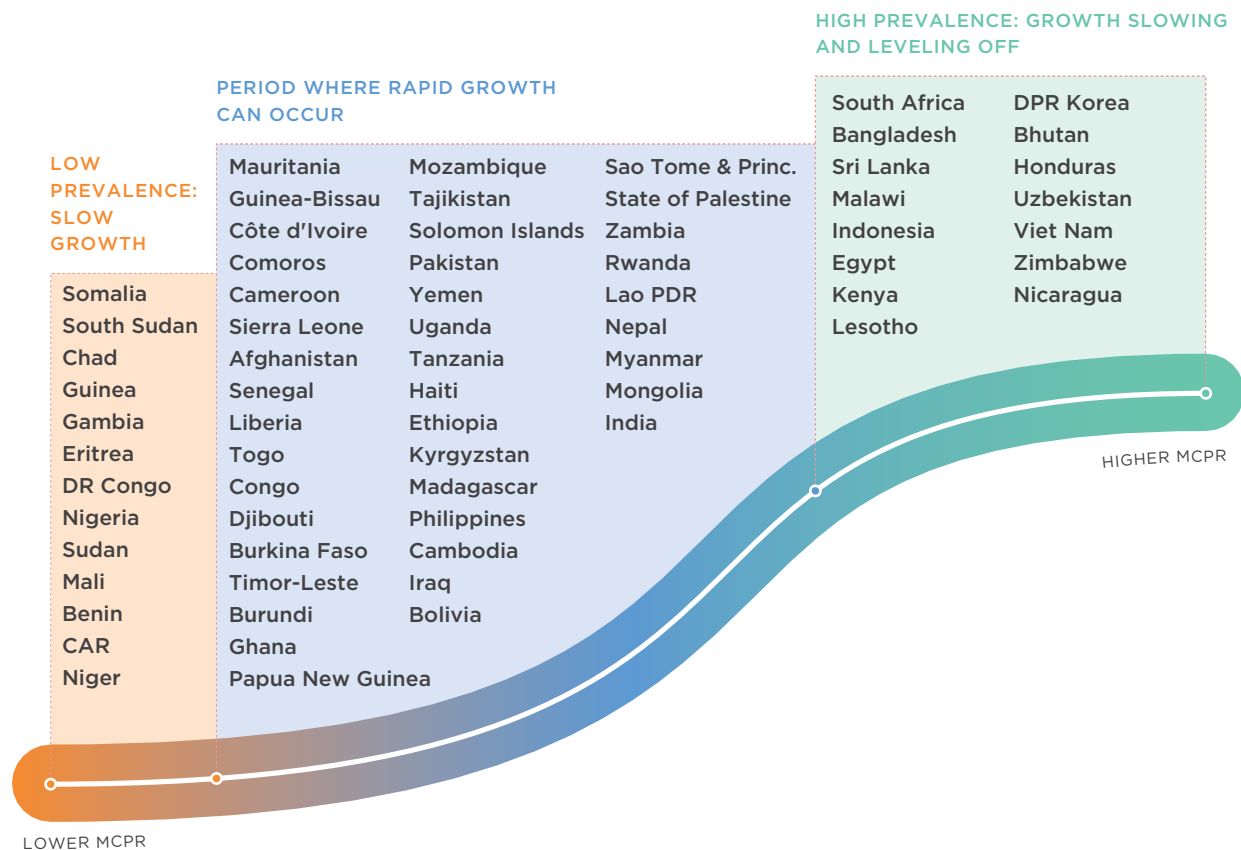 LOW
PREVALENCE:
SLOW
GROWTH
Somalia
South Sudan
Chad
Guinea
Gambia
Eritrea
DR Congo
Nigeria
Sudan
Mali
Benin
CAR
Niger
PERIOD WHERE RAPID GROWTH
CAN OCCUR
Mauritania
Guinea-Bissau
Côte d'Ivoire
Comoros
Cameroon
Sierra Leone
Afghanistan
Senegal
Liberia
Togo
Congo
Djibouti
Burkina Faso
Timor-Leste
Burundi
Ghana
Papua New Guinea
Mozambique
Tajikistan
Solomon Islands
Pakistan
Yemen
Uganda
Tanzania
Haiti
Ethiopia
Kyrgyzstan
Madagascar
Philippines
Cambodia
Iraq
Bolivia
Sao Tome & Princ.
State of Palestine
Zambia
Rwanda
Lao PDR
Nepal
Myanmar
Mongolia
India
HIGH PREVALENCE: GROWTH SLOWING
AND LEVELING OFF
South Africa
Bangladesh
Sri Lanka
Malawi
Indonesia
Egypt
Kenya
Lesotho
DPR Korea
Bhutan
Honduras
Uzbekistan
Viet Nam
Zimbabwe
Nicaragua
HIGHER MCPR
LOWER MCPR